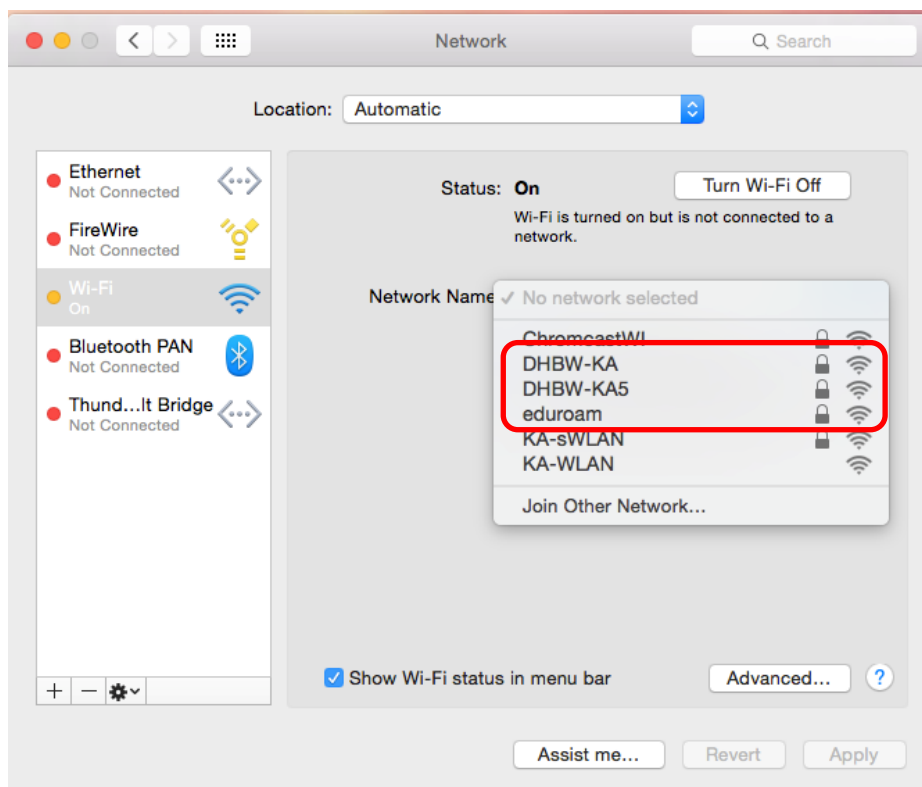 Network
Search
Location: Automatic
Ethernet
Not Connected
FireWire
Not Connected
Wi-Fi
On
Bluetooth PAN
Not Connected
Thund...lt Bridge
Not Connected
Status: On
Turn Wi-Fi Off
Wi-Fi is turned on but is not connected to a
network.
Network Name
✓ No network selected
ChromcastWI
DHBW-KA
DHBW-KA5
eduroam
KA-sWLAN
KA-WLAN
Join Other Network...
Show Wi-Fi status in menu bar
Advanced...
?
Assist me...
Revert
Apply